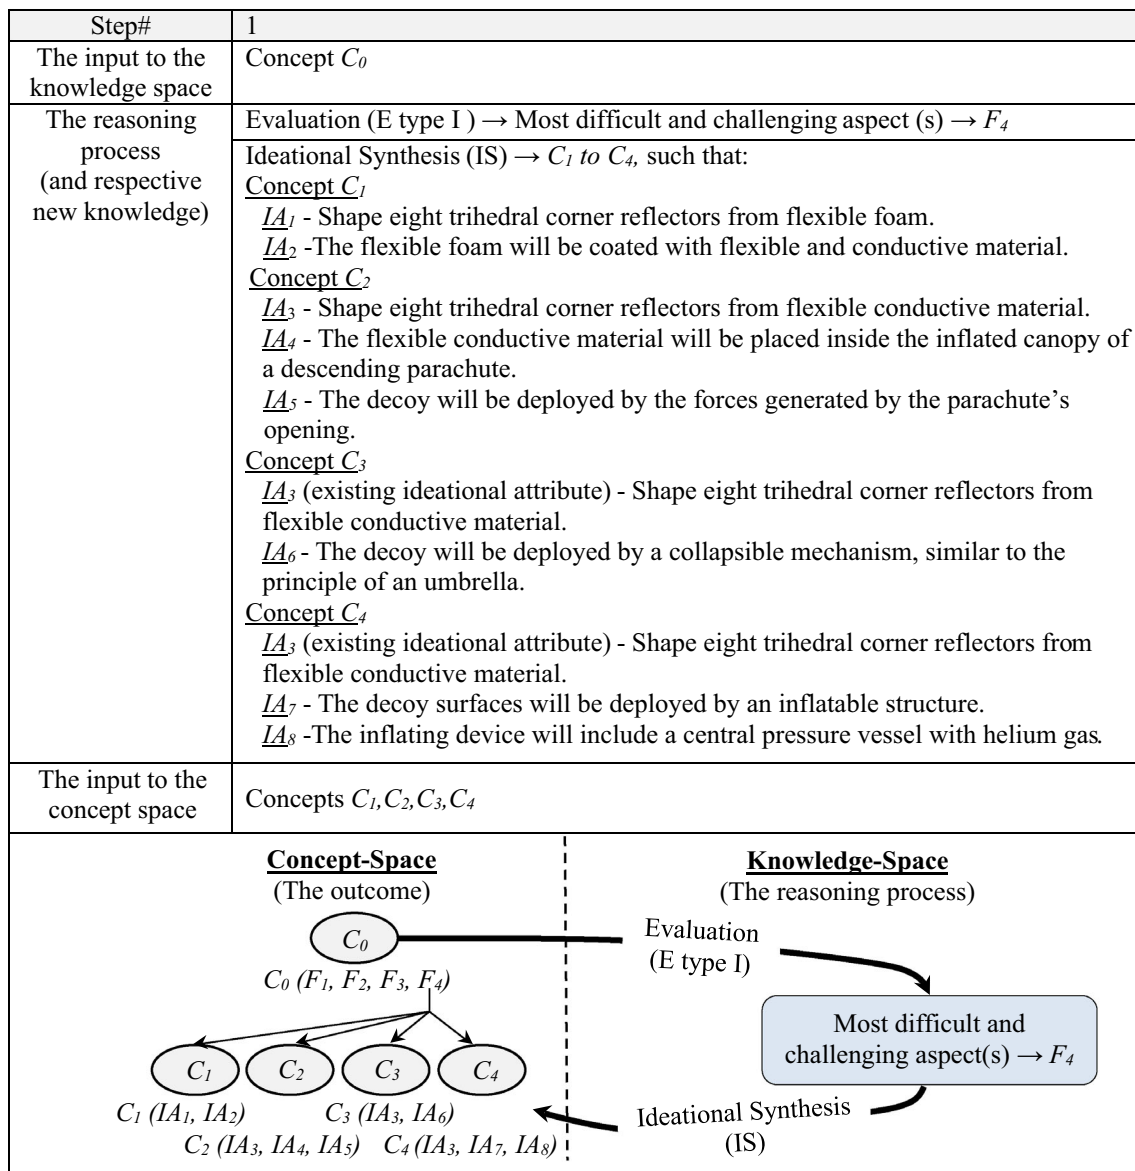 Step#
1
The input to the
knowledge space
Concept C0
The reasoning
process
(and respective
new knowledge)
Evaluation (E type I ) → Most difficult and challenging aspect (s) → F4
Ideational Synthesis (IS) → C1 to C4, such that:
Concept C1
IA1 - Shape eight trihedral corner reflectors from flexible foam.
IA2 -The flexible foam will be coated with flexible and conductive material.
Concept C2
IA3 - Shape eight trihedral corner reflectors from flexible conductive material.
IA4 - The flexible conductive material will be placed inside the inflated canopy of
a descending parachute.
IA5 - The decoy will be deployed by the forces generated by the parachute’s
opening.
Concept C3
IA3 (existing ideational attribute) - Shape eight trihedral corner reflectors from
flexible conductive material.
IA6 - The decoy will be deployed by a collapsible mechanism, similar to the
principle of an umbrella.
Concept C4
IA3 (existing ideational attribute) - Shape eight trihedral corner reflectors from
flexible conductive material.
IA7 - The decoy surfaces will be deployed by an inflatable structure.
IA8 -The inflating device will include a central pressure vessel with helium gas.
The input to the
concept space
Concepts C1,C2,C3,C4
Concept-Space
(The outcome)
Knowledge-Space
(The reasoning process)
C0
Evaluation
(E type I)
C0 (F1, F2, F3, F4)
Most difficult and
challenging aspect(s) → F4
C1
C2
C3
C4
C1 (IA1, IA2)
C3 (IA3, IA6)
C2 (IA3, IA4, IA5)
C4 (IA3, IA7, IA8)
Ideational Synthesis
(IS)